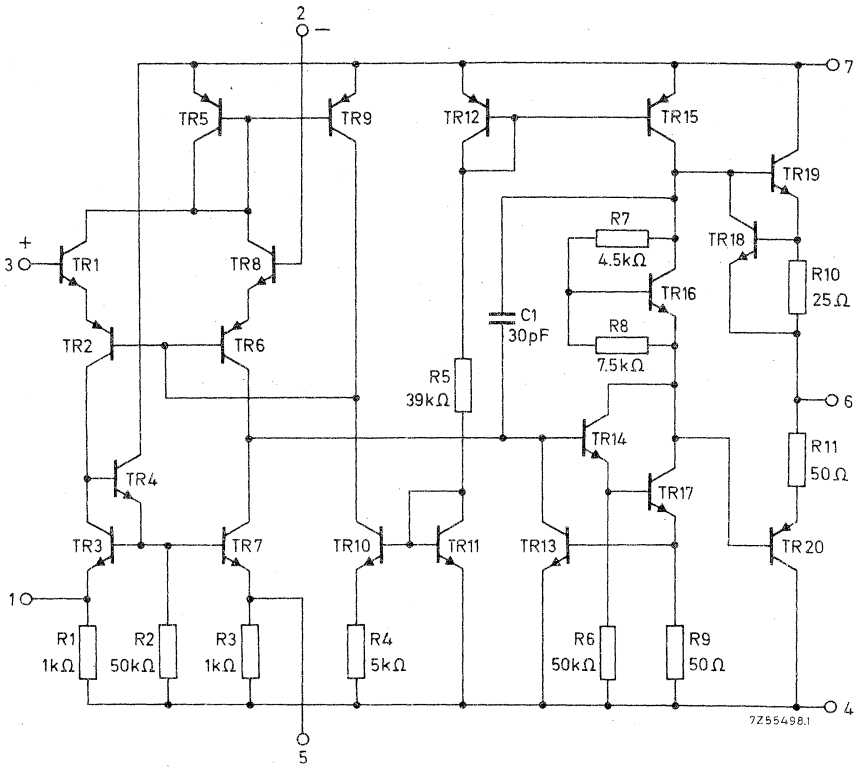 2
−
7
TR5
TR9
TR12
TR15
TR19
+
3
TR1
TR8
R7
4.5kΩ
TR18
R10
25Ω
TR16
C1
30pF
TR2
TR6
R8
7.5kΩ
R5
39kΩ
6
TR14
R11
50Ω
TR4
TR17
TR3
TR7
TR10
TR11
TR13
TR20
1
R1
1kΩ
R2
50kΩ
R3
1kΩ
R4
5kΩ
R6
50kΩ
R9
50Ω
4
7Z55498.1
5